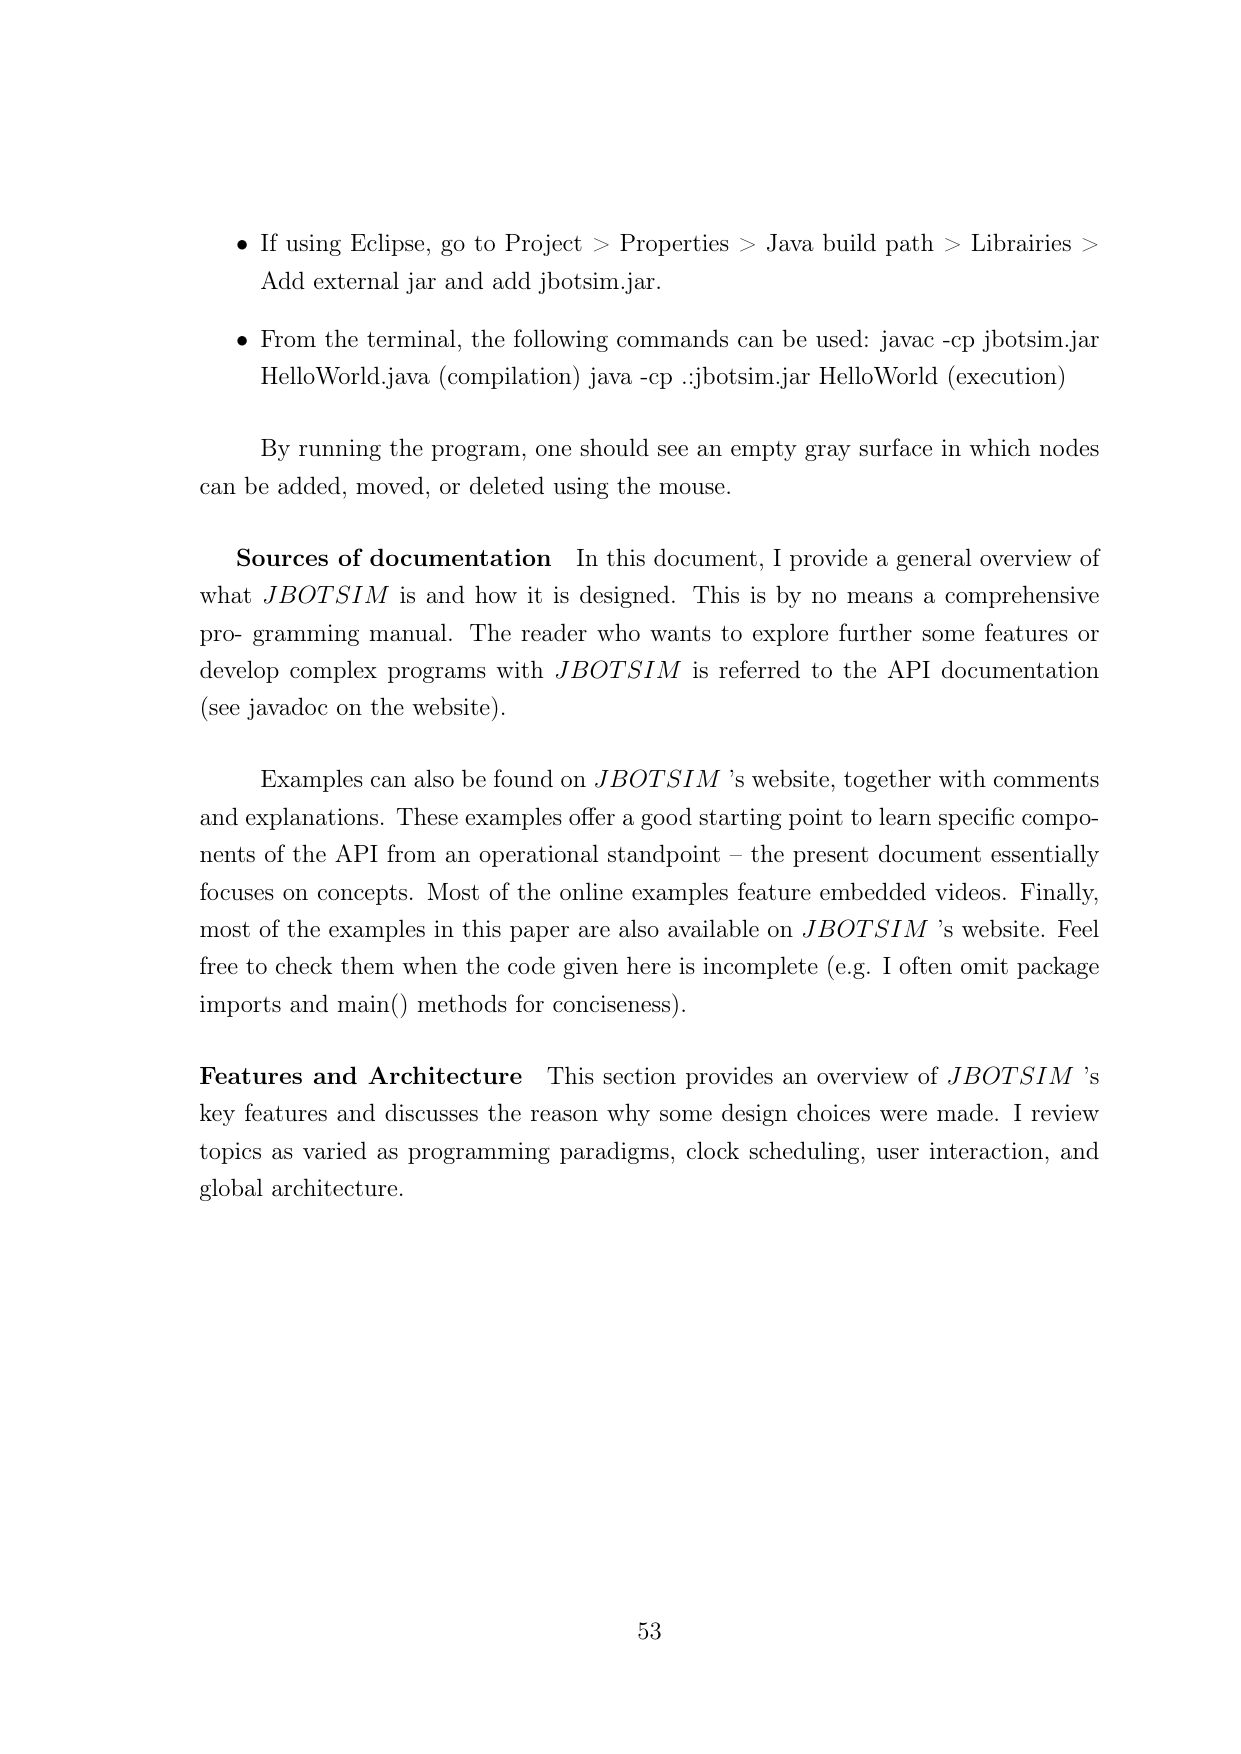 • If using Eclipse, go to Project > Properties > Java build path > Librairies >
Add external jar and add jbotsim.jar.
• From the terminal, the following commands can be used: javac -cp jbotsim.jar
HelloWorld.java (compilation) java -cp .:jbotsim.jar HelloWorld (execution)
By running the program, one should see an empty gray surface in which nodes
can be added, moved, or deleted using the mouse.
Sources of documentation In this document, I provide a general overview of
what JBOTSIM is and how it is designed. This is by no means a comprehensive
pro- gramming manual. The reader who wants to explore further some features or
develop complex programs with JBOTSIM is referred to the API documentation
(see javadoc on the website).
Examples can also be found on JBOTSIM 's website, together with comments
and explanations. These examples offer a good starting point to learn specific compo-
nents of the API from an operational standpoint – the present document essentially
focuses on concepts. Most of the online examples feature embedded videos. Finally,
most of the examples in this paper are also available on JBOTSIM 's website. Feel
free to check them when the code given here is incomplete (e.g. I often omit package
imports and main() methods for conciseness).
Features and Architecture This section provides an overview of JBOTSIM 's
key features and discusses the reason why some design choices were made. I review
topics as varied as programming paradigms, clock scheduling, user interaction, and
global architecture.
53